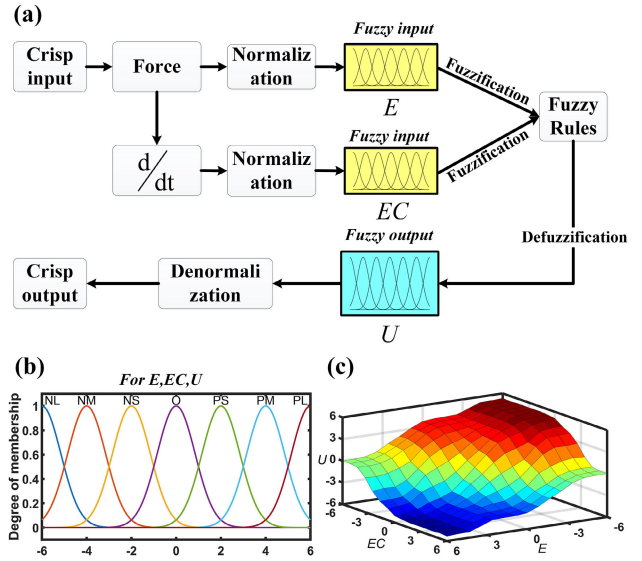 (a)
Crisp
input
Force
Normaliz
ation
Fuzzy input
E
Fuzzification
Fuzzy
Rules
d/dt
Normaliz
ation
Fuzzy input
EC
Fuzzification
Defuzzification
Fuzzy output
U
Denormali
zation
Crisp
output
(b)
For E,EC,U
NL NM NS O PS PM PL
Degree of membership
1
0.8
0.6
0.4
0.2
0
-6 -4 -2 0 2 4 6
(c)
U
6
3
0
-3
-6
-6 -3 0 3 6
EC
6 3 0 -3 -6
E